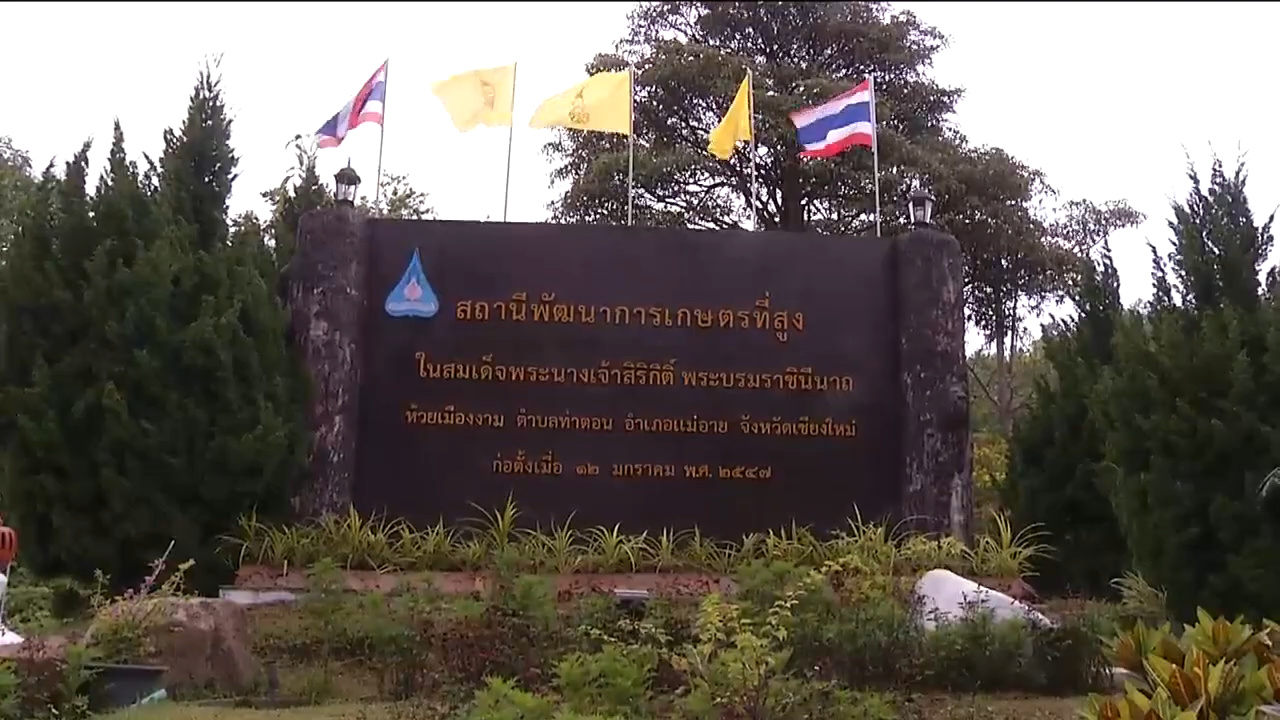 สถานีพัฒนาการเกษตรที่สูง
ในสมเด็จพระนางเจ้าสิริกิติ์ พระบรมราชินีนาถ
ห้วยเมืองงาม ตำบลท่าตอน อำเภอแม่อาย จังหวัดเชียงใหม่
ก่อตั้งเมื่อ ๑๒ มกราคม พ.ศ. ๒๕๔๗